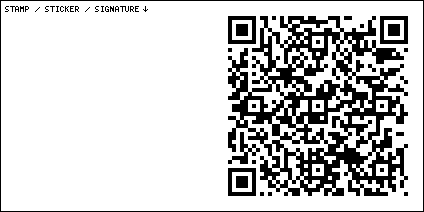 STAMP / STICKER / SIGNATURE ↓